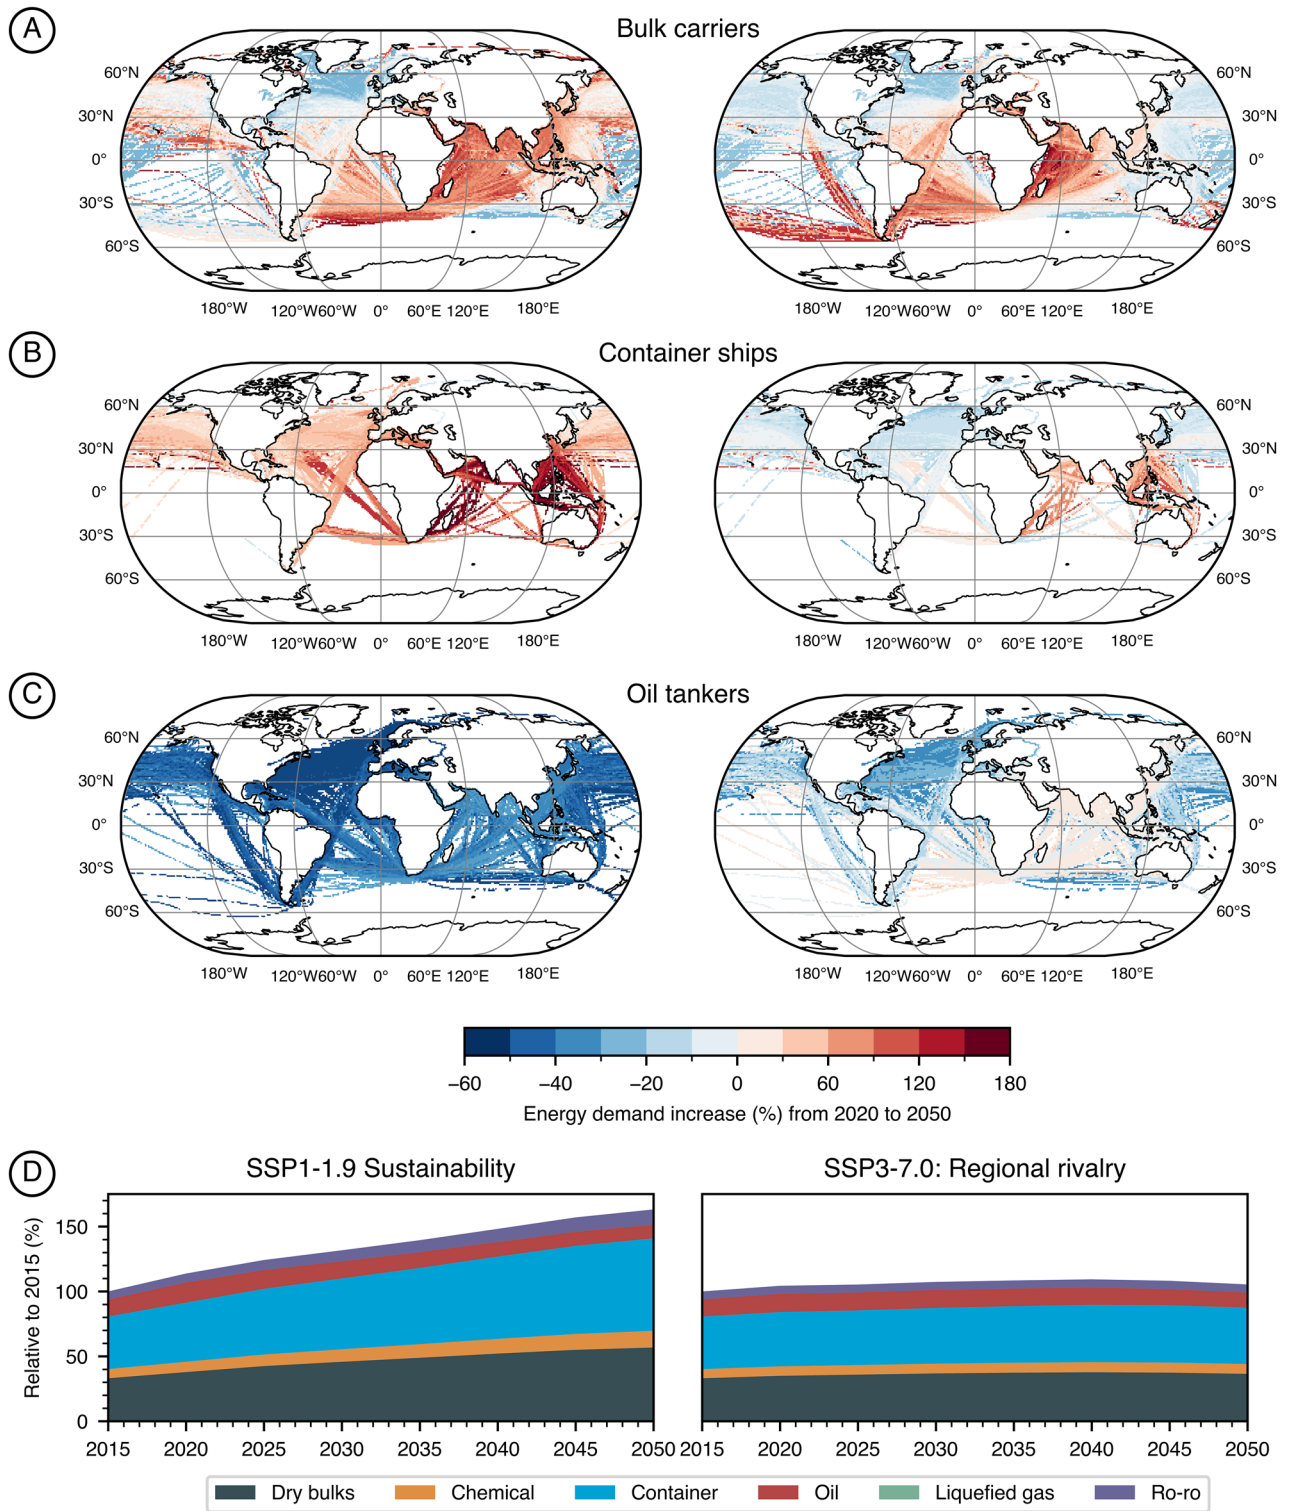 A
Bulk carriers
60°N 60°N
30°N 30°N
0° 0°
30°S 30°S
60°S 60°S
180°W 120°W 60°W 0° 60°E 120°E 180°E 180°W 120°W 60°W 0° 60°E 120°E 180°E
B
Container ships
60°N 60°N
30°N 30°N
0° 0°
30°S 30°S
60°S 60°S
180°W 120°W 60°W 0° 60°E 120°E 180°E 180°W 120°W 60°W 0° 60°E 120°E 180°E
C
Oil tankers
60°N 60°N
30°N 30°N
0° 0°
30°S 30°S
60°S 60°S
180°W 120°W 60°W 0° 60°E 120°E 180°E 180°W 120°W 60°W 0° 60°E 120°E 180°E
−60 −40 −20 0 60 120 180
Energy demand increase (%) from 2020 to 2050
D
SSP1-1.9 Sustainability SSP3-7.0: Regional rivalry
Relative to 2015 (%)
150
100
50
0
2015 2020 2025 2030 2035 2040 2045 2050 2015 2020 2025 2030 2035 2040 2045 2050
Dry bulks Chemical Container Oil Liquefied gas Ro-ro